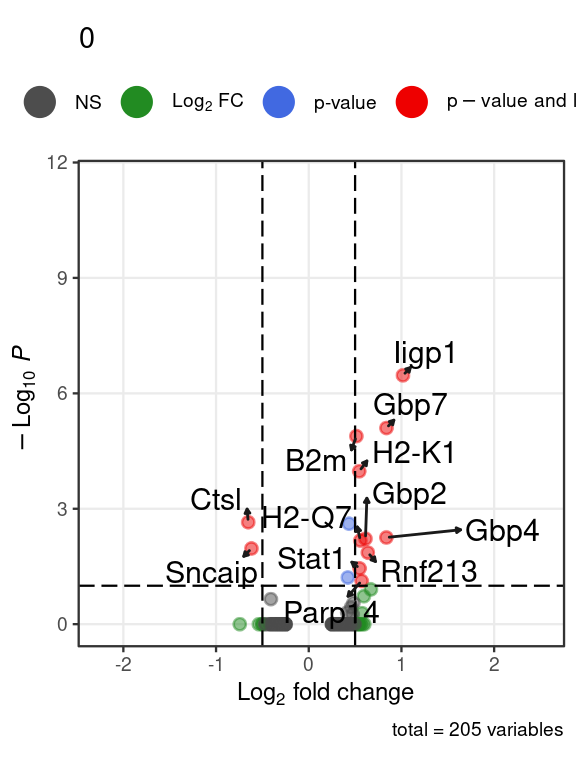 0
NS
Log₂ FC
p-value
p − value and l
12
9
6
3
0
− Log₁₀ P
Iigp1
Gbp7
B2m
H2-K1
Ctsl
H2-Q7
Gbp2
Gbp4
Sncaip
Stat1
Rnf213
Parp14
-2
-1
0
1
2
Log₂ fold change
total = 205 variables